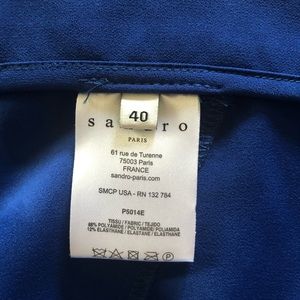 40
sandro
PARIS
61 rue de Turenne
75003 Paris
FRANCE
sandro-paris.com
SMCP USA - RN 132 784
P5014E
TISSU / FABRIC / TEJIDO
88% POLYAMIDE / POLYAMIDE / POLIAMIDA
12% ELASTHANE / ELASTANE / ELASTANO